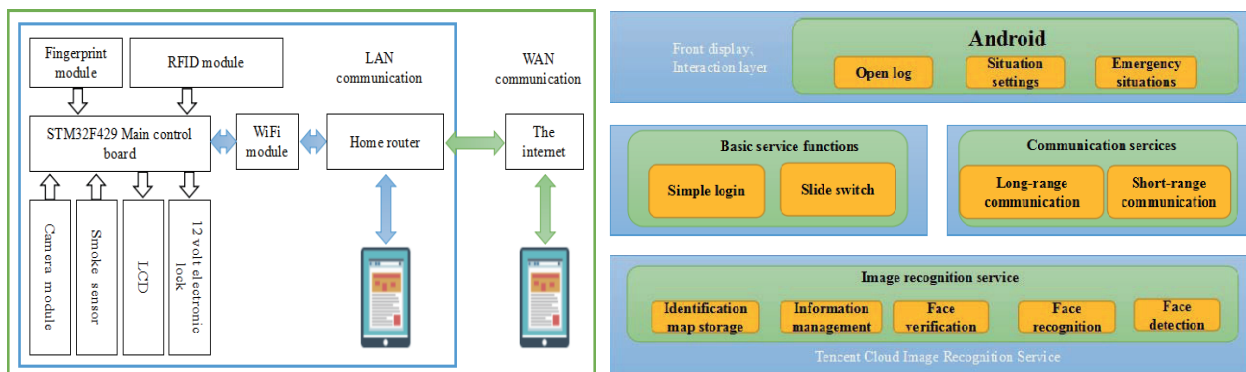 Fingerprint
module
RFID module
LAN
communication
WAN
communication
STM32F429 Main control
board
WiFi
module
Home router
The
internet
Camera module
Smoke sensor
LCD
12 volt electronic
lock
Front display,
Interaction layer
Android
Open log
Situation
settings
Emergency
situations
Basic service functions
Simple login
Slide switch
Communication servcies
Long-range
communication
Short-range
communication
Image recognition service
Identification
map storage
Information
management
Face
verification
Face
recognition
Face
detection
Tencent Cloud Image Recognition Service